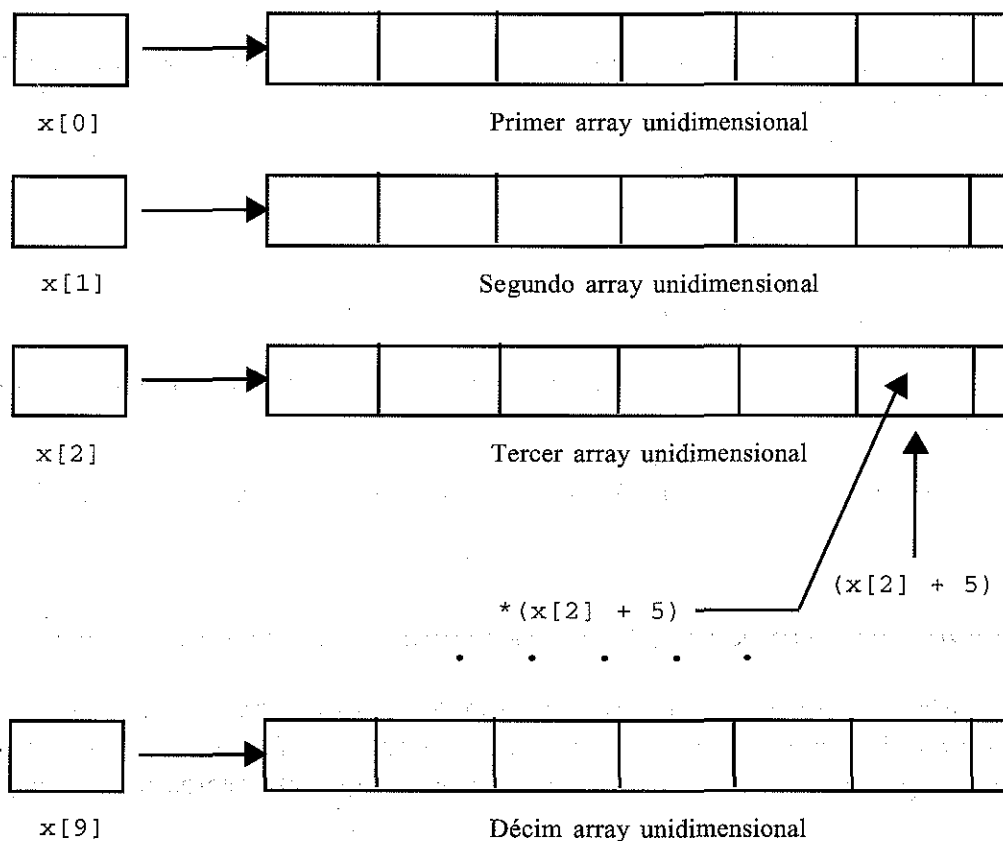 x[0]
Primer array unidimensional
x[1]
Segundo array unidimensional
x[2]
Tercer array unidimensional
(x[2] + 5)
*(x[2] + 5)
. . . . .
x[9]
Décim array unidimensional